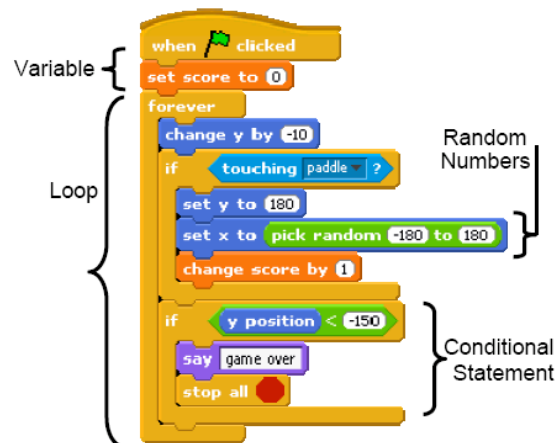 when clicked
Variable
set score to 0
forever
change y by -10
Random
Numbers
if touching paddle ?
Loop
set y to 180
set x to pick random -180 to 180
change score by 1
if y position < -150
say game over
Conditional
Statement
stop all